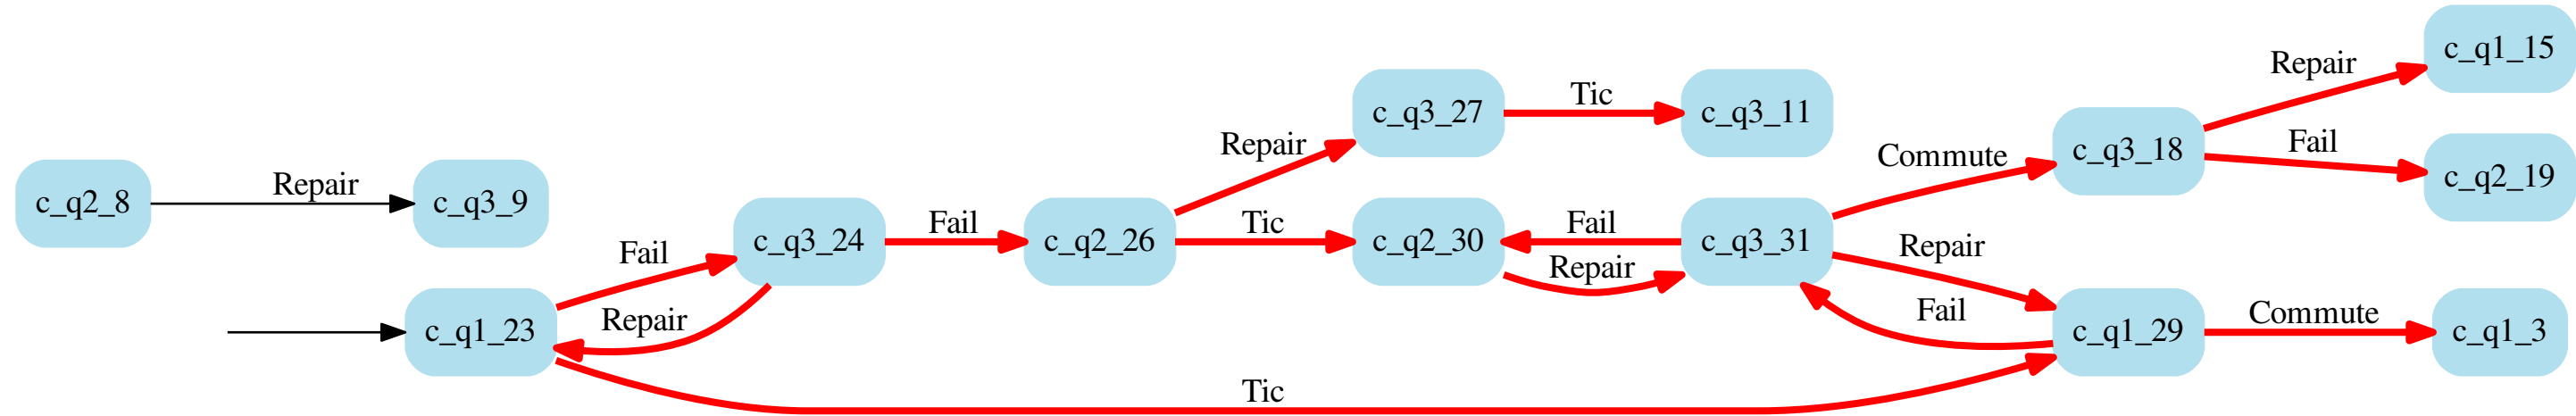 c_q1_15
Repair
c_q3_27
Tic
c_q3_11
Repair
Commute
c_q3_18
Fail
c_q2_19
c_q2_8
Repair
c_q3_9
Fail
c_q3_24
Fail
c_q2_26
Tic
c_q2_30
Fail
Repair
c_q3_31
Repair
c_q1_23
Repair
Fail
c_q1_29
Commute
c_q1_3
Tic